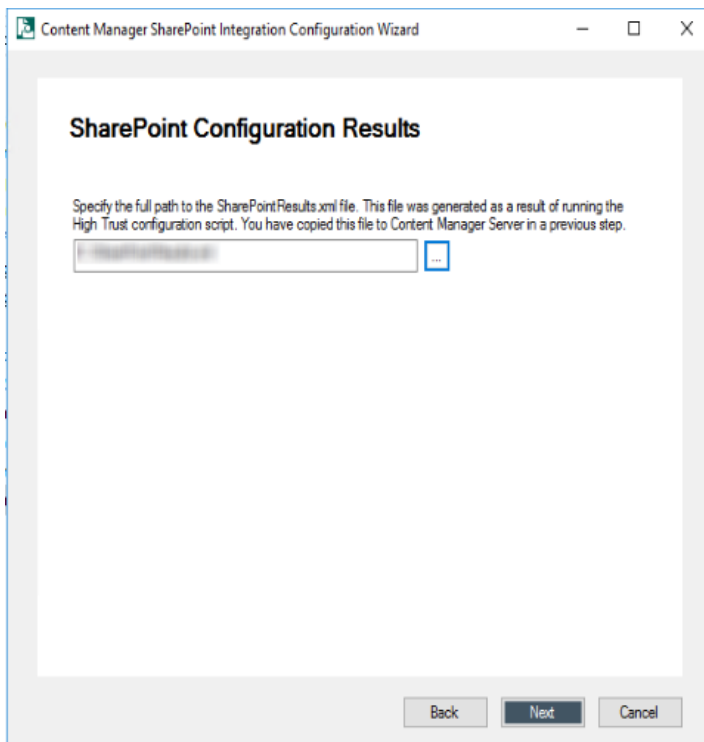 Content Manager SharePoint Integration Configuration Wizard
SharePoint Configuration Results
Specify the full path to the SharePointResults.xml file. This file was generated as a result of running the
High Trust configuration script. You have copied this file to Content Manager Server in a previous step.
...
Back
Next
Cancel